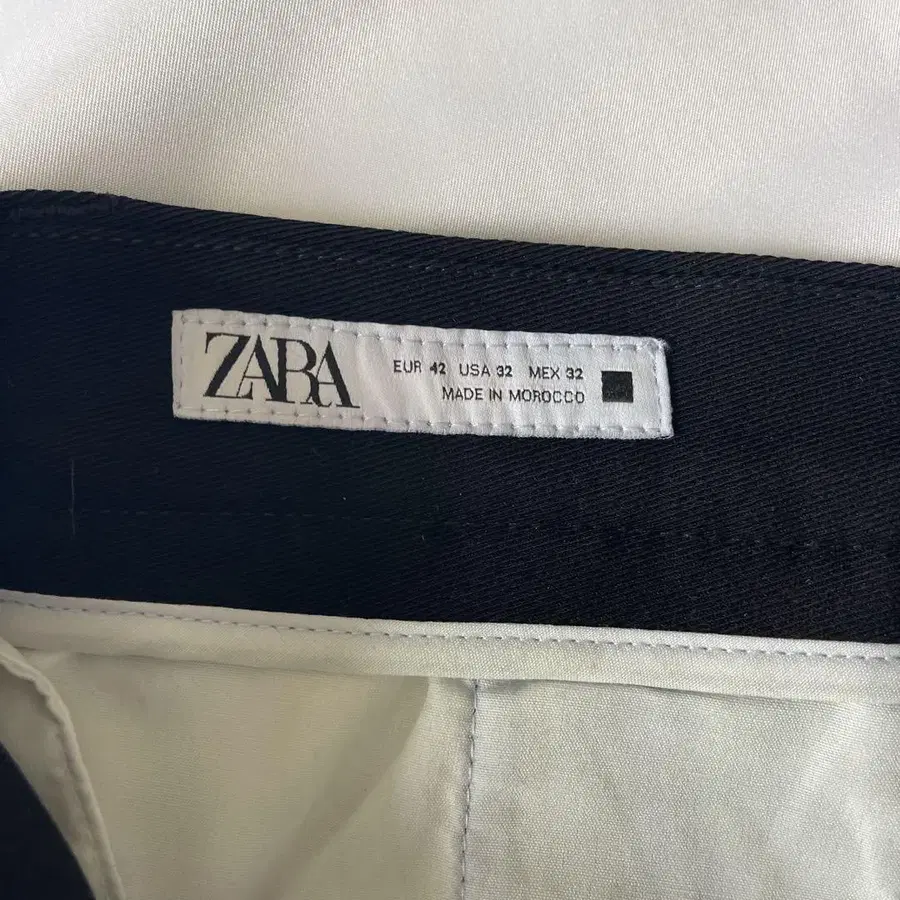 ZARA
EUR 42 USA 32 MEX 32
MADE IN MOROCCO